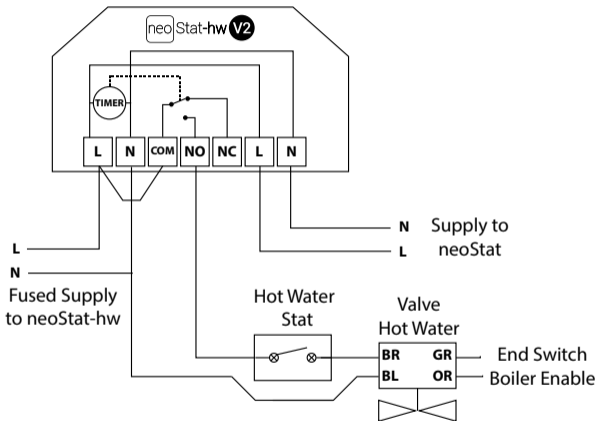 neo Stat-hw V2
TIMER
L N COM NO NC L N
N Supply to
L neoStat
L
N
Fused Supply
to neoStat-hw
Hot Water
Stat
Valve
Hot Water
BR GR End Switch
BL OR Boiler Enable